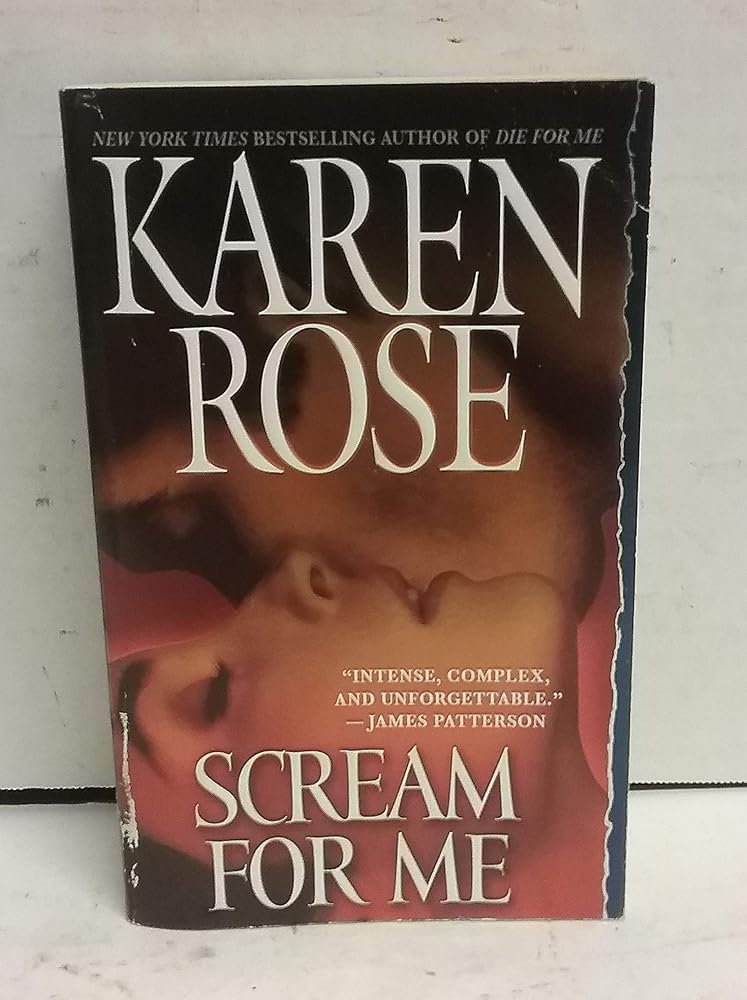 NEW YORK TIMES BESTSELLING AUTHOR OF DIE FOR ME
KAREN
ROSE
“INTENSE, COMPLEX,
AND UNFORGETTABLE.”
—JAMES PATTERSON
SCREAM
FOR ME